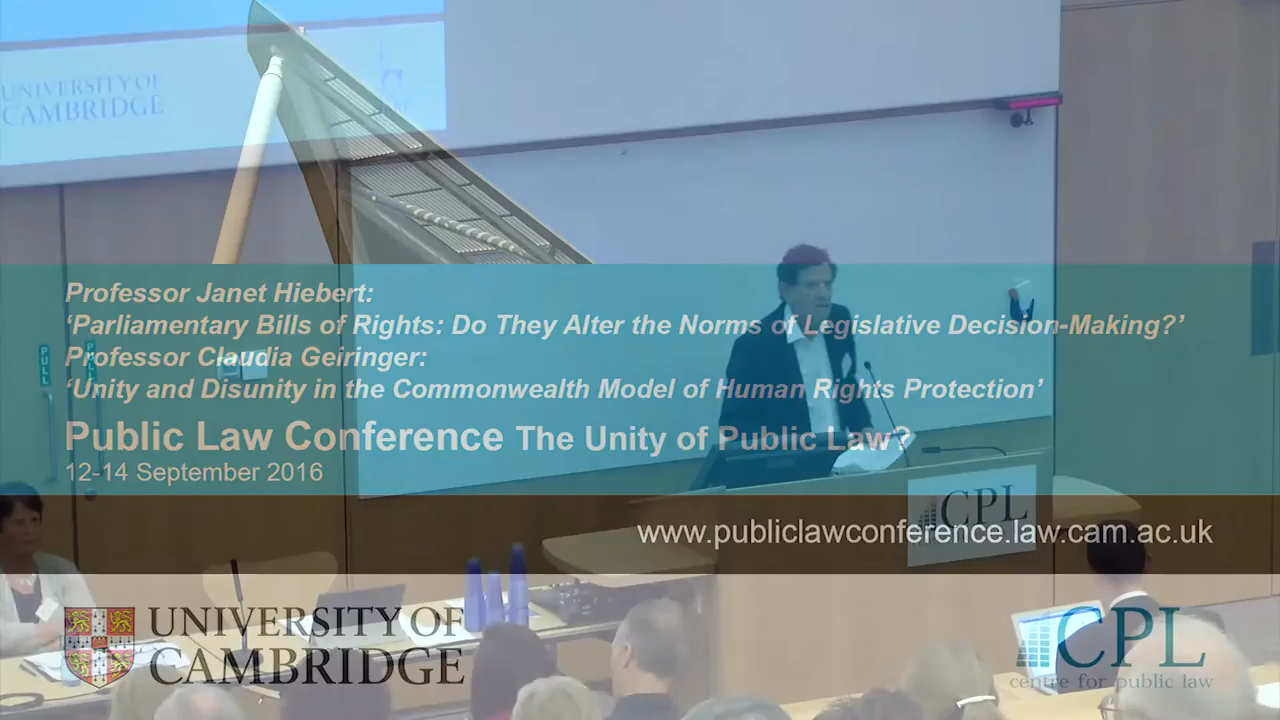 UNIVERSITY OF
CAMBRIDGE
Professor Janet Hiebert:
‘Parliamentary Bills of Rights: Do They Alter the Norms of Legislative Decision-Making?’
Professor Claudia Geiringer:
‘Unity and Disunity in the Commonwealth Model of Human Rights Protection’
PULL
PULL
Public Law Conference The Unity of Public Law?
12-14 September 2016
CPL
www.publiclawconference.law.cam.ac.uk
UNIVERSITY OF
CAMBRIDGE
CPL
centre for public law